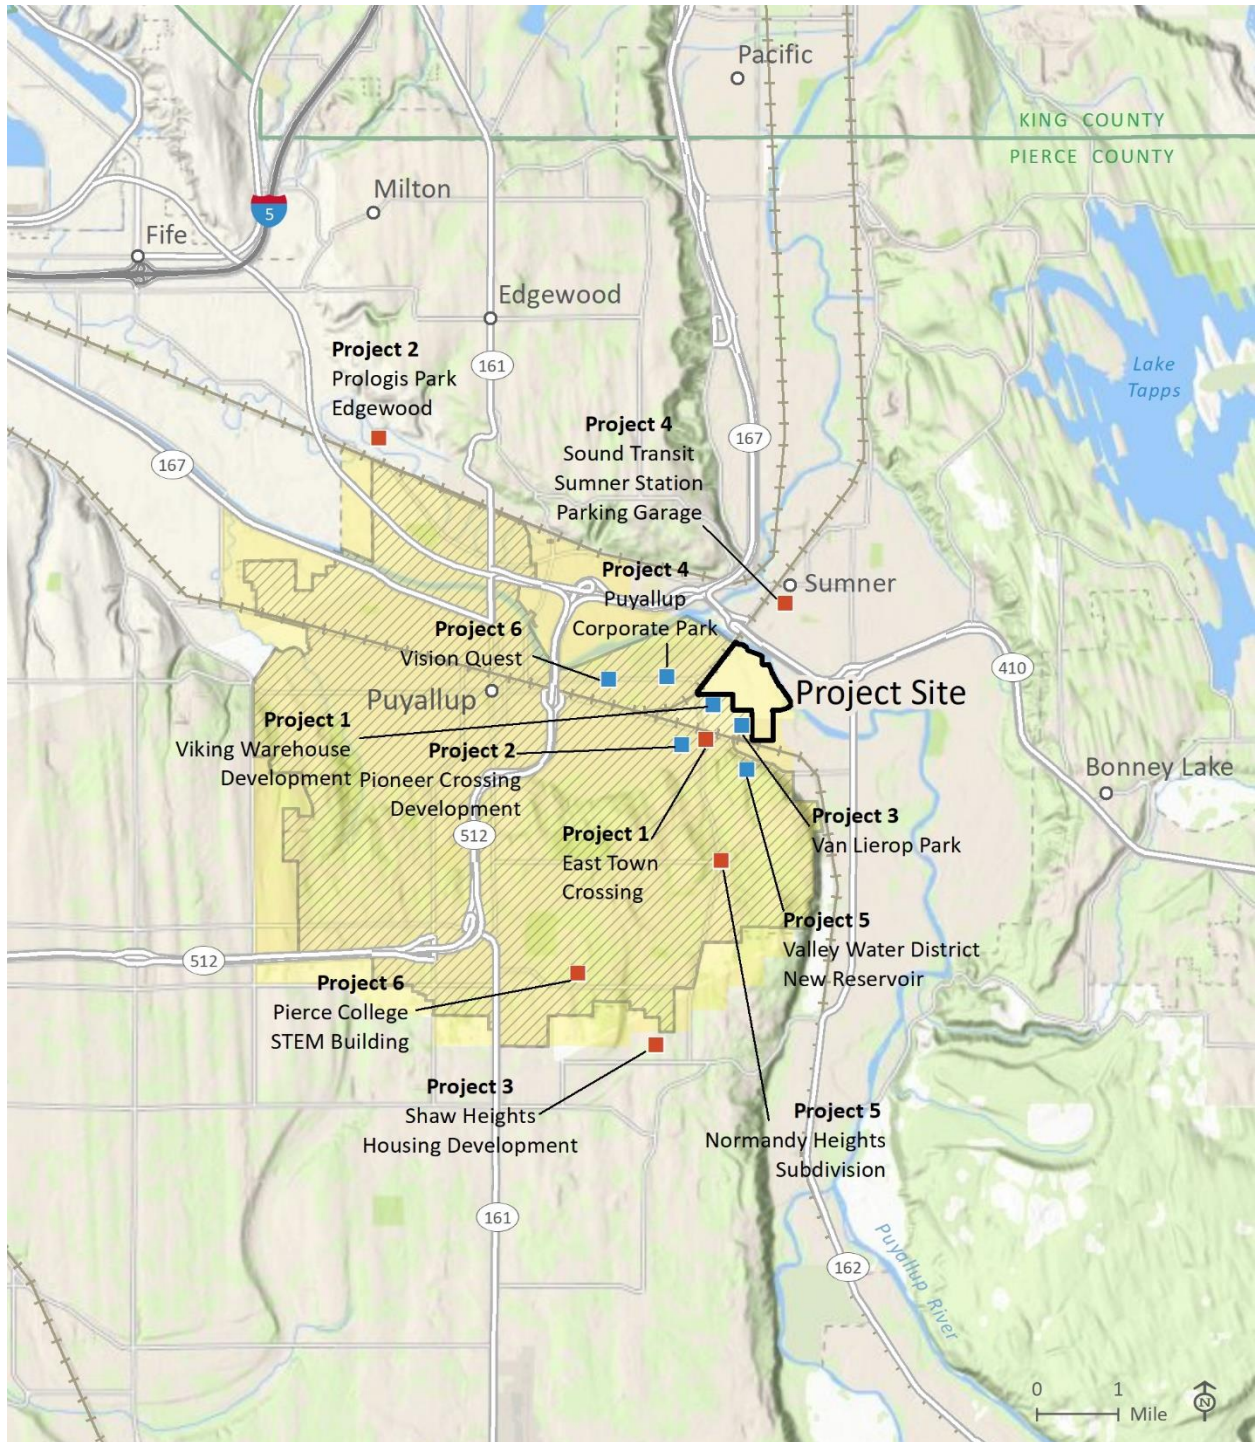 Pacific
KING COUNTY
PIERCE COUNTY
Milton
5
Fife
Edgewood
Project 2
Prologis Park
Edgewood
161
Lake
Tapps
Project 4
Sound Transit
Sumner Station
Parking Garage
167
167
Project 4
Puyallup
Corporate Park
Sumner
Project 6
Vision Quest
410
Puyallup
Project Site
Project 1
Viking Warehouse
Development
Project 2
Pioneer Crossing
Development
Bonney Lake
512
Project 1
East Town
Crossing
Project 3
Van Lierop Park
Project 5
Valley Water District
New Reservoir
512
Project 6
Pierce College
STEM Building
Project 3
Shaw Heights
Housing Development
Project 5
Normandy Heights
Subdivision
161
162
Puyallup River
0 1
Mile
N